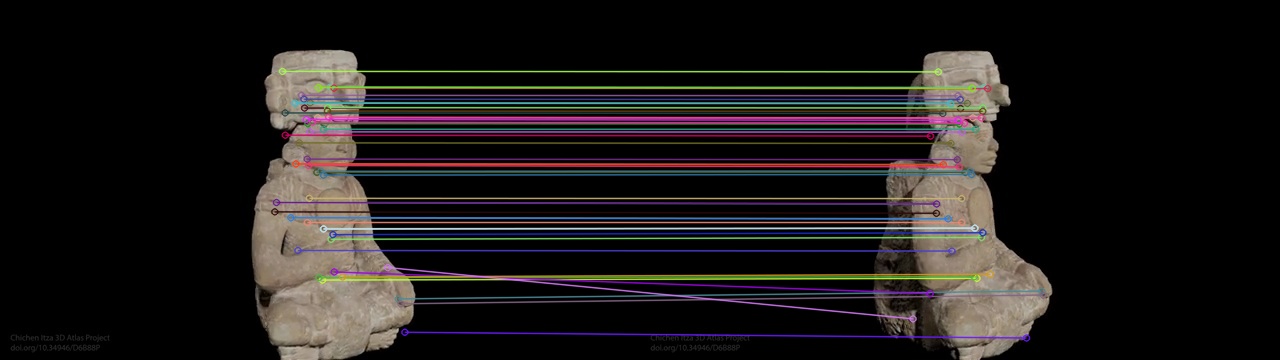 Chichen Itza 3D Atlas Project
doi.org/10.34946/D6B88P
Chichen Itza 3D Atlas Project
doi.org/10.34946/D6B88P